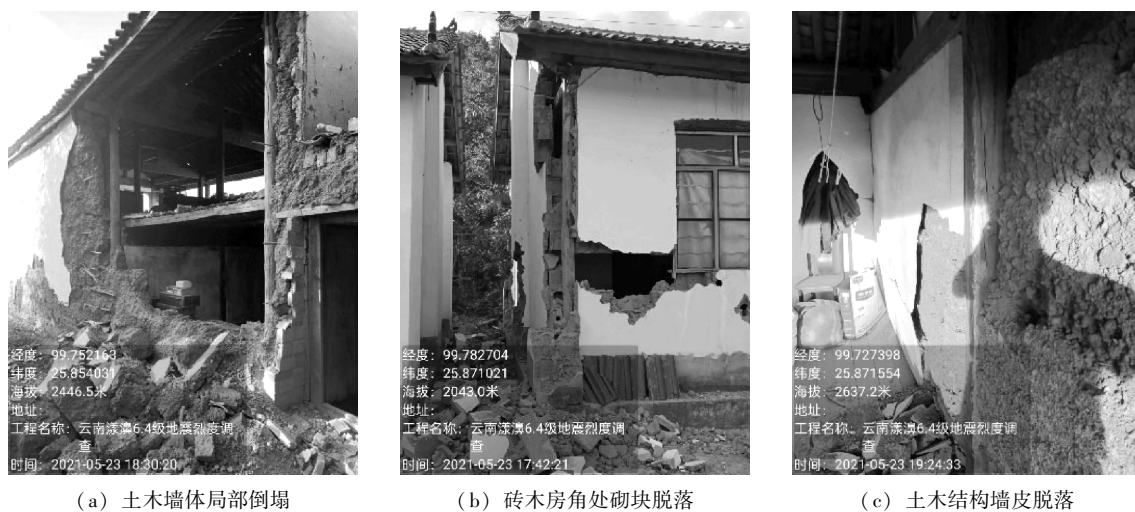 经度：99.752163
纬度：25.854031
海拔：2446.5米
地址：
工程名称：云南漾濞6.4级地震烈度调
查
时间：2021-05-23 18:30:20
（a）土木墙体局部倒塌
经度：99.782704
纬度：25.871021
海拔：2043.0米
地址：
工程名称：云南漾濞6.4级地震烈度调
查
时间：2021-05-23 17:42:21
（b）砖木房角处砌块脱落
经度：99.727398
纬度：25.871554
海拔：2637.2米
地址：
工程名称：云南漾濞6.4级地震烈度调
查
时间：2021-05-23 19:24:33
（c）土木结构墙皮脱落